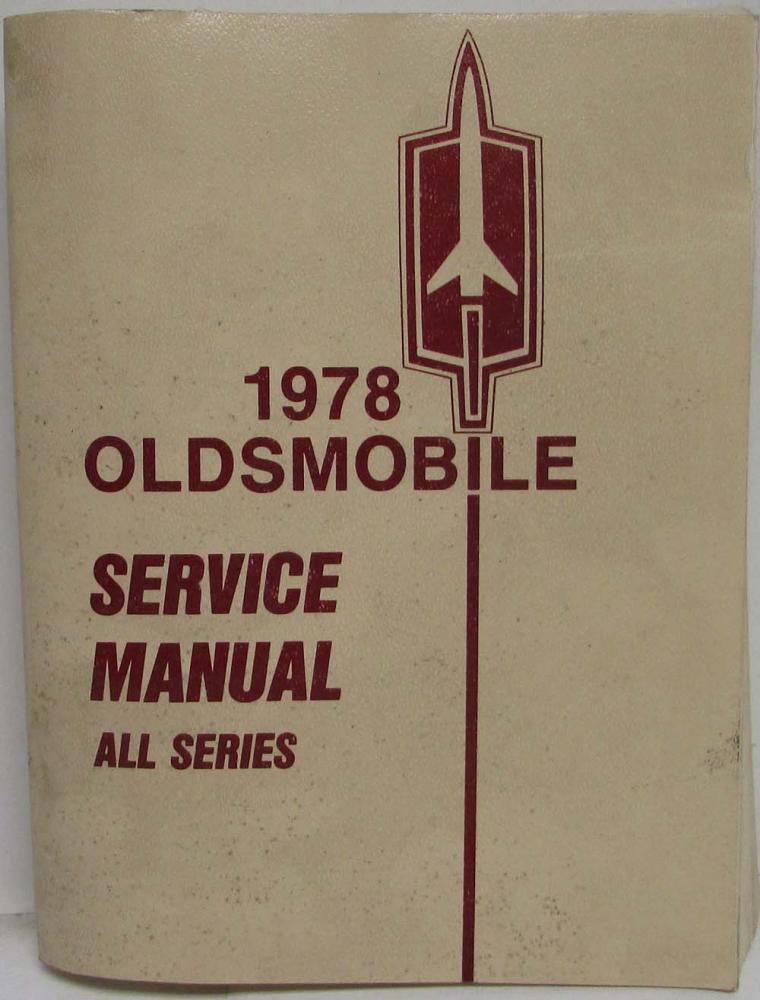 1978
OLDSMOBILE
SERVICE
MANUAL
ALL SERIES